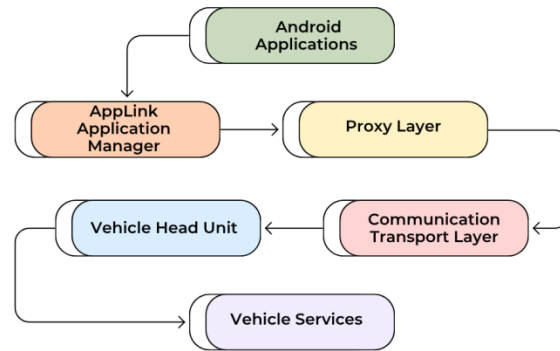 Android
Applications
AppLink
Application
Manager
Proxy Layer
Vehicle Head Unit
Communication
Transport Layer
Vehicle Services